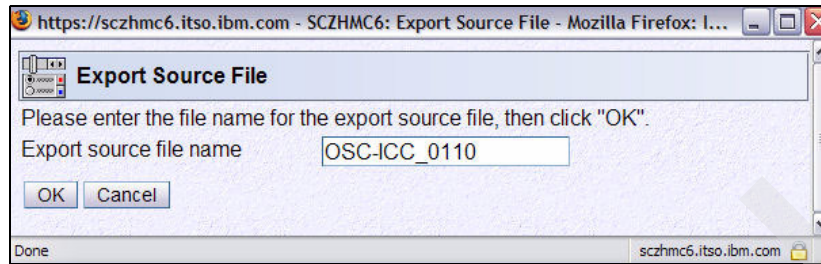 https://sczhmc6.itso.ibm.com - SCZHMC6: Export Source File - Mozilla Firefox: I...
Export Source File
Please enter the file name for the export source file, then click "OK".
Export source file name OSC-ICC_0110
OK Cancel
Done sczhmc6.itso.ibm.com